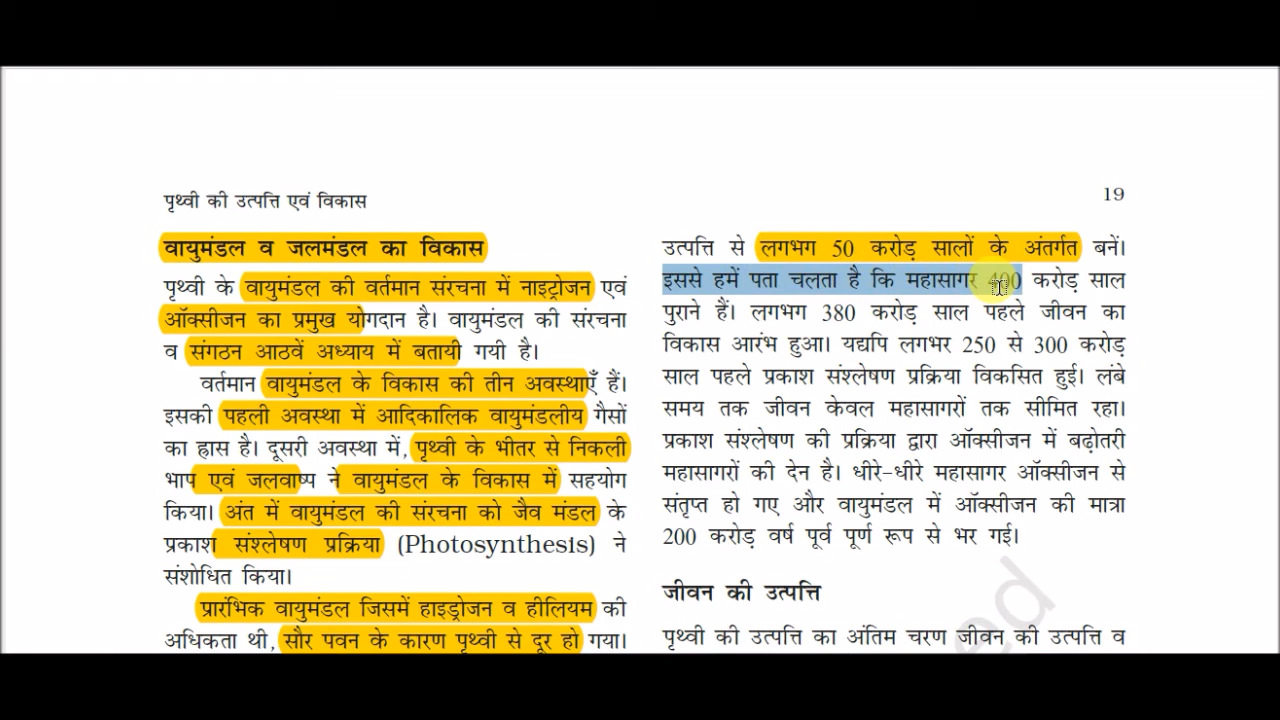 पृथ्वी की उत्पत्ति एवं विकास
19
वायुमंडल व जलमंडल का विकास
पृथ्वी के वायुमंडल की वर्तमान संरचना में नाइट्रोजन एवं
ऑक्सीजन का प्रमुख योगदान है। वायुमंडल की संरचना
व संगठन आठवें अध्याय में बतायी गयी है।
वर्तमान वायुमंडल के विकास की तीन अवस्थाएँ हैं।
इसकी पहली अवस्था में आदिकालिक वायुमंडलीय गैसों
का ह्रास है। दूसरी अवस्था में, पृथ्वी के भीतर से निकली
भाप एवं जलवाष्प ने वायुमंडल के विकास में सहयोग
किया। अंत में वायुमंडल की संरचना को जैव मंडल के
प्रकाश संश्लेषण प्रक्रिया (Photosynthesis) ने
संशोधित किया।
प्रारंभिक वायुमंडल जिसमें हाइड्रोजन व हीलियम की
अधिकता थी, सौर पवन के कारण पृथ्वी से दूर हो गया।
उत्पत्ति से लगभग 50 करोड़ सालों के अंतर्गत बनें।
इससे हमें पता चलता है कि महासागर 400 करोड़ साल
पुराने हैं। लगभग 380 करोड़ साल पहले जीवन का
विकास आरंभ हुआ। यद्यपि लगभर 250 से 300 करोड़
साल पहले प्रकाश संश्लेषण प्रक्रिया विकसित हुई। लंबे
समय तक जीवन केवल महासागरों तक सीमित रहा।
प्रकाश संश्लेषण की प्रक्रिया द्वारा ऑक्सीजन में बढ़ोतरी
महासागरों की देन है। धीरे-धीरे महासागर ऑक्सीजन से
संतृप्त हो गए और वायुमंडल में ऑक्सीजन की मात्रा
200 करोड़ वर्ष पूर्व पूर्ण रूप से भर गई।
जीवन की उत्पत्ति
पृथ्वी की उत्पत्ति का अंतिम चरण जीवन की उत्पत्ति व